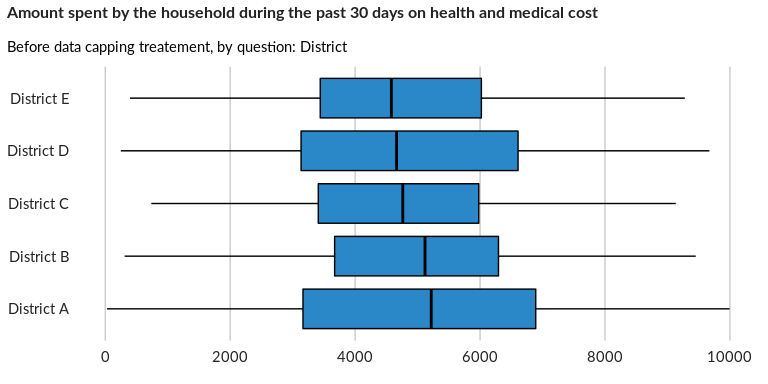 Amount spent by the household during the past 30 days on health and medical cost
Before data capping treatement, by question: District
District E
District D
District C
District B
District A
0 2000 4000 6000 8000 10000